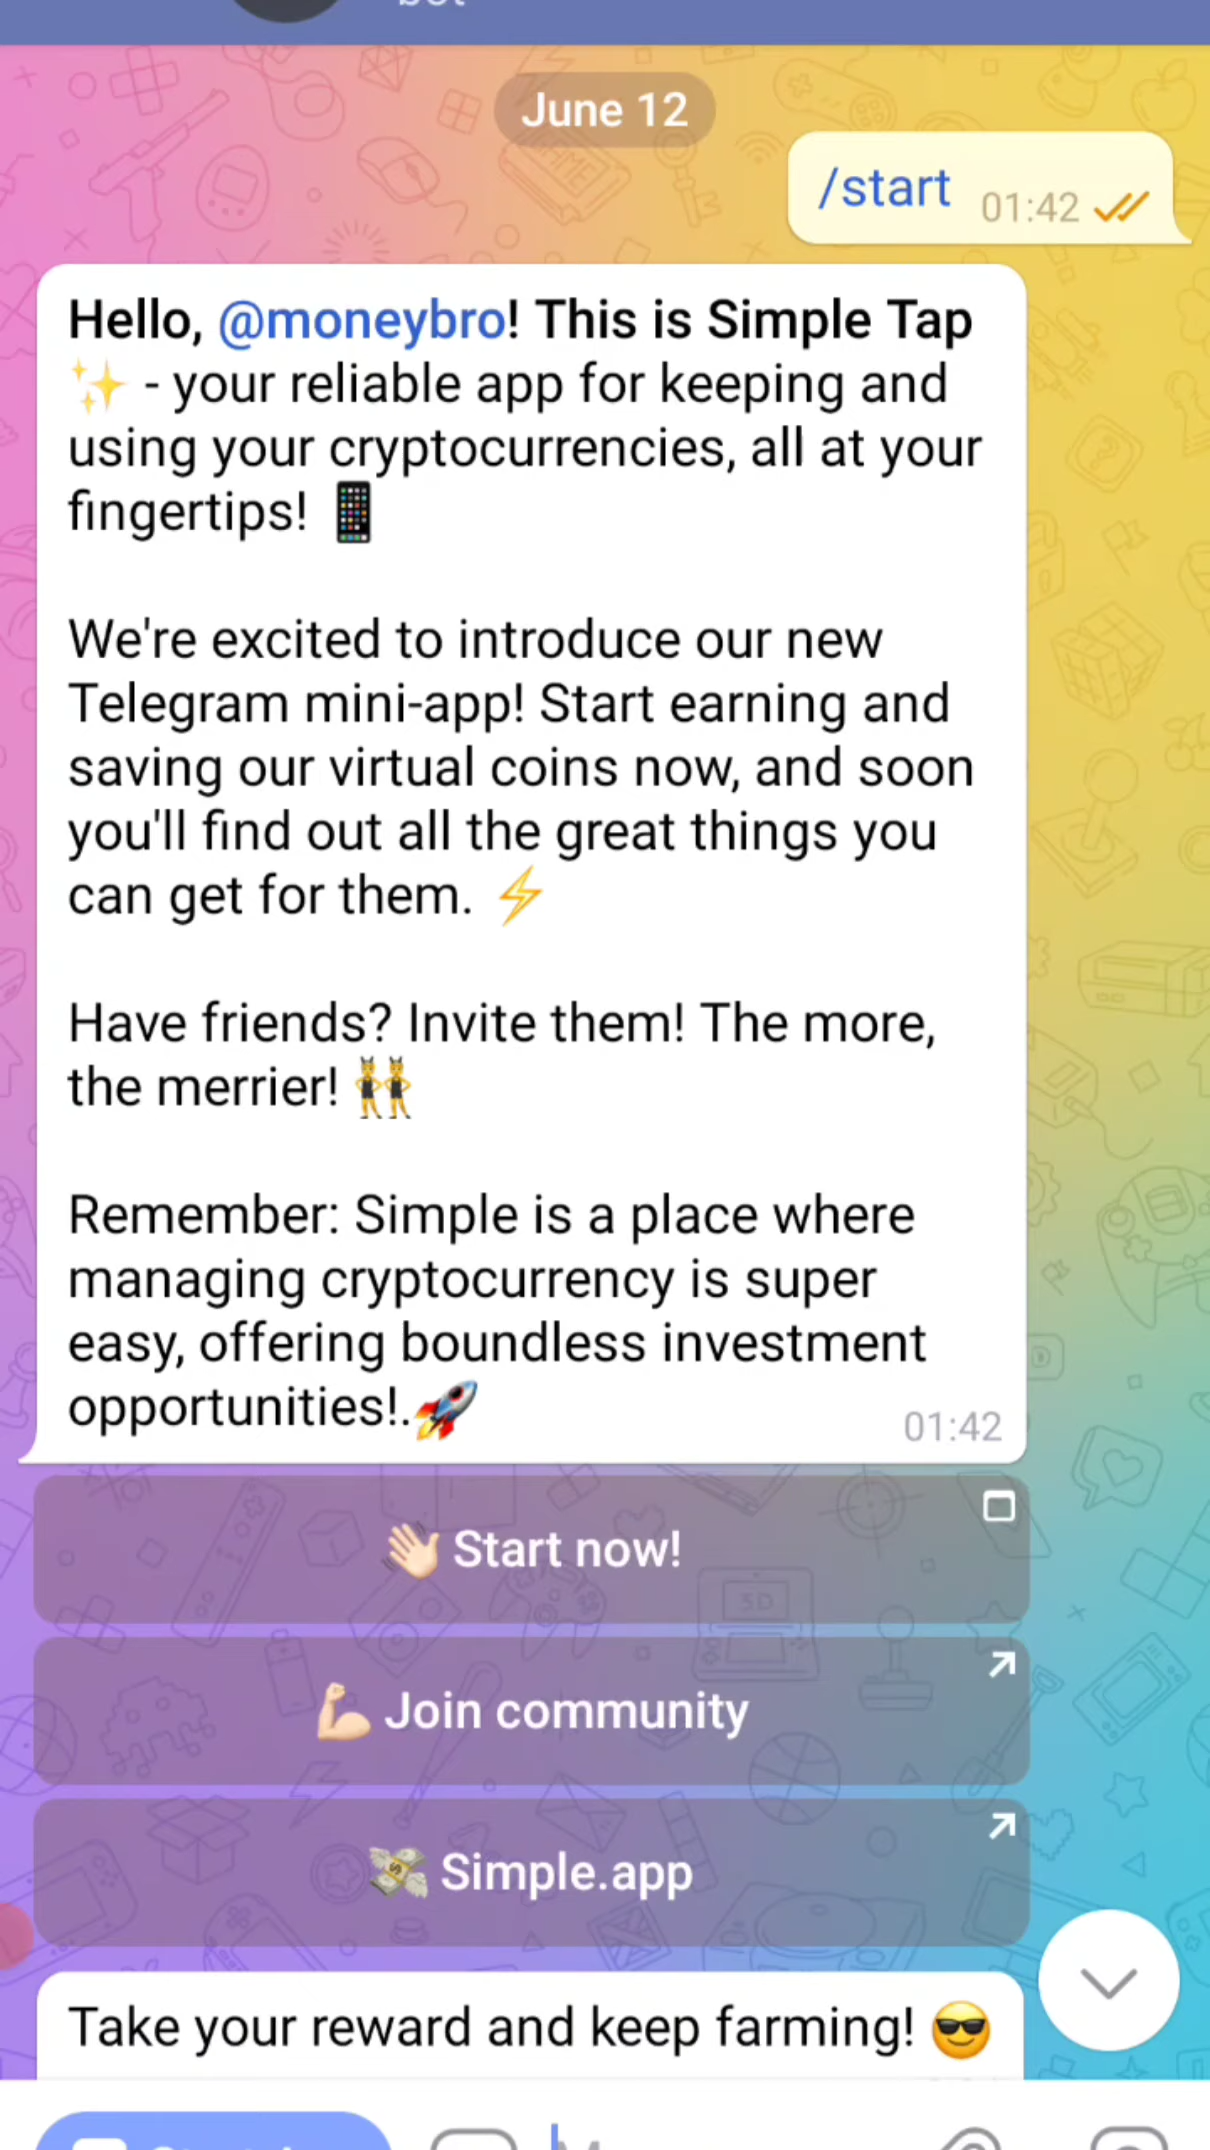 bot
June 12
/start 01:42
Hello, @moneybro! This is Simple Tap
✨ - your reliable app for keeping and
using your cryptocurrencies, all at your
fingertips! 📱
We're excited to introduce our new
Telegram mini-app! Start earning and
saving our virtual coins now, and soon
you'll find out all the great things you
can get for them. ⚡
Have friends? Invite them! The more,
the merrier! 👯
Remember: Simple is a place where
managing cryptocurrency is super
easy, offering boundless investment
opportunities!.🚀
01:42
👋🏻 Start now!
💪🏻 Join community
💸 Simple.app
Take your reward and keep farming! 😎